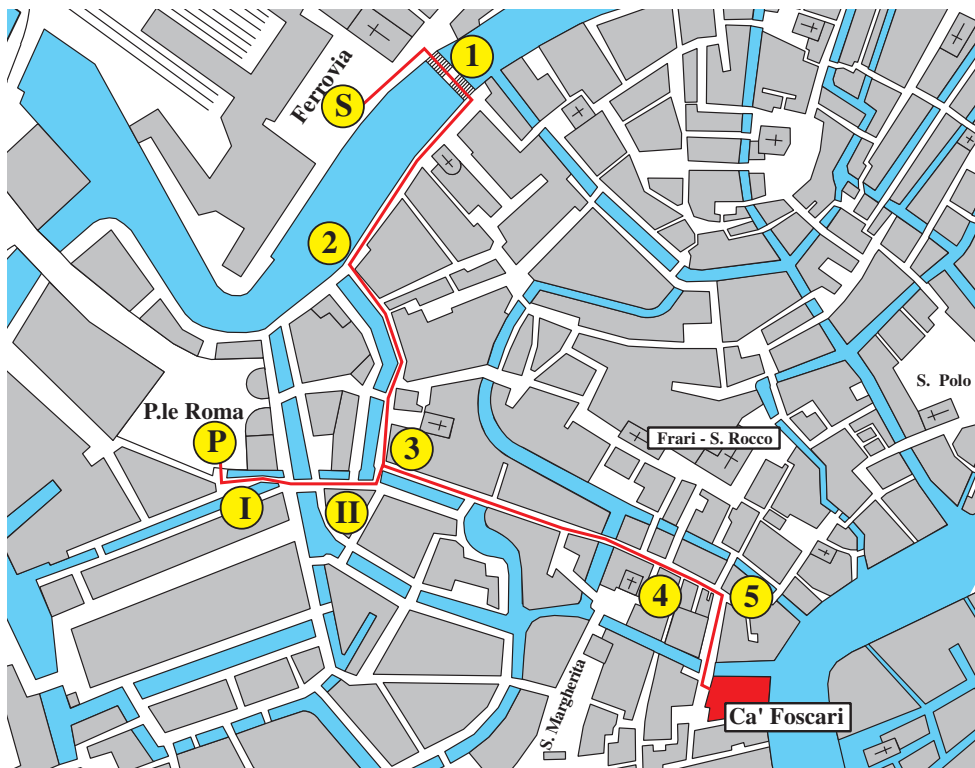 1
Ferrovia
S
2
S. Polo
P.le Roma
P
3
Frari - S. Rocco
I
II
4
5
S. Margherita
Ca' Foscari